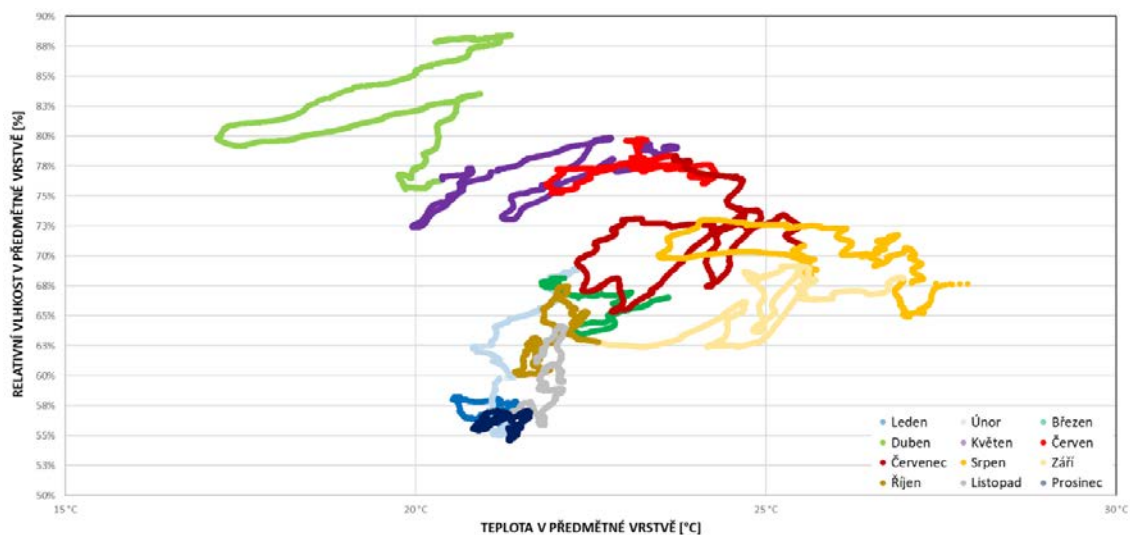 90%
88%
85%
83%
80%
78%
75%
73%
70%
68%
65%
63%
60%
58%
55%
53%
50%
RELATIVNÍ VLHKOST V PŘEDMĚTNÉ VRSTVĚ [%]
15°C 20°C 25°C 30°C
TEPLOTA V PŘEDMĚTNÉ VRSTVĚ [°C]
Leden Únor Březen
Duben Květen Červen
Červenec Srpen Září
Říjen Listopad Prosinec